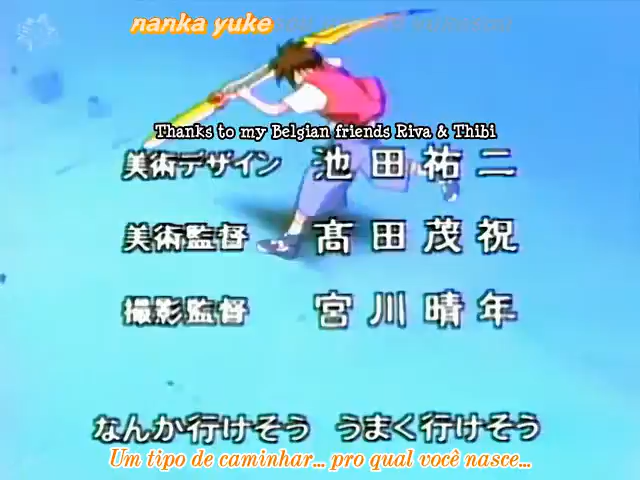 nanka yuke
Thanks to my Belgian friends Riva & Thibi
美術デザイン 池田祐二
美術監督 髙田茂祝
撮影監督 宮川晴年
なんか行けそう うまく行けそう
Um tipo de caminhar... pro qual você nasce...